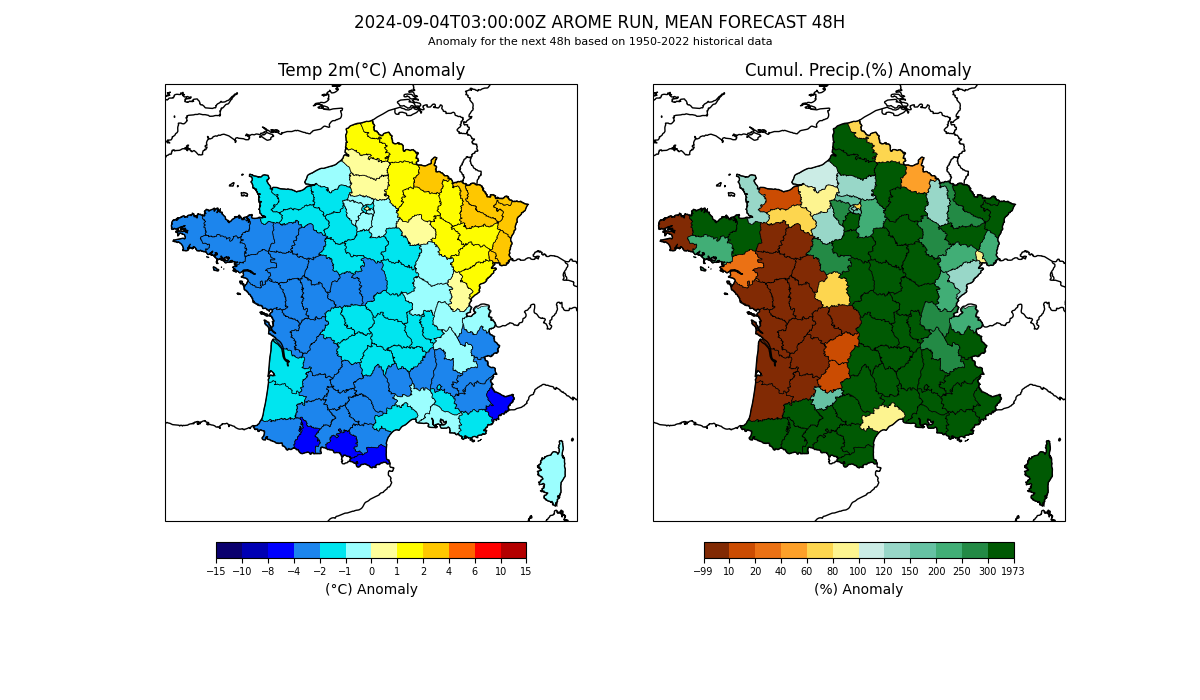 2024-09-04T03:00:00Z AROME RUN, MEAN FORECAST 48H
Anomaly for the next 48h based on 1950-2022 historical data
Temp 2m(°C) Anomaly
Cumul. Precip.(%) Anomaly
−15 −10 −8 −4 −2 −1 0 1 2 4 6 10 15
(°C) Anomaly
−99 10 20 40 60 80 100 120 150 200 250 300 1973
(%) Anomaly